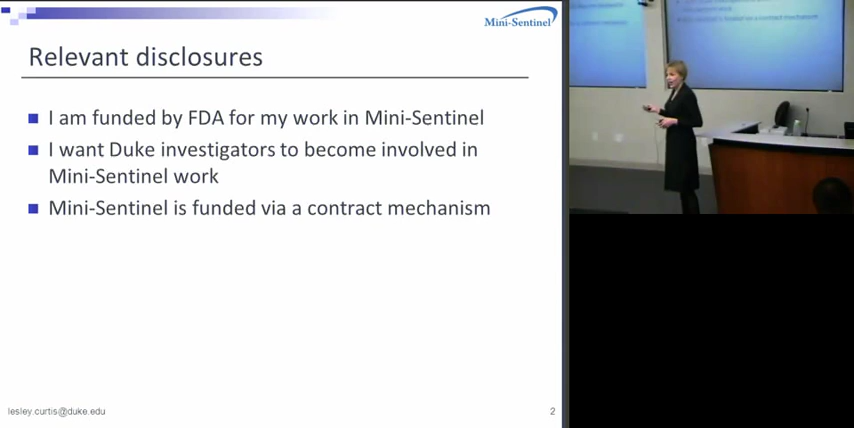 Mini-Sentinel
Relevant disclosures
I am funded by FDA for my work in Mini-Sentinel
I want Duke investigators to become involved in
Mini-Sentinel work
Mini-Sentinel is funded via a contract mechanism
lesley.curtis@duke.edu
2